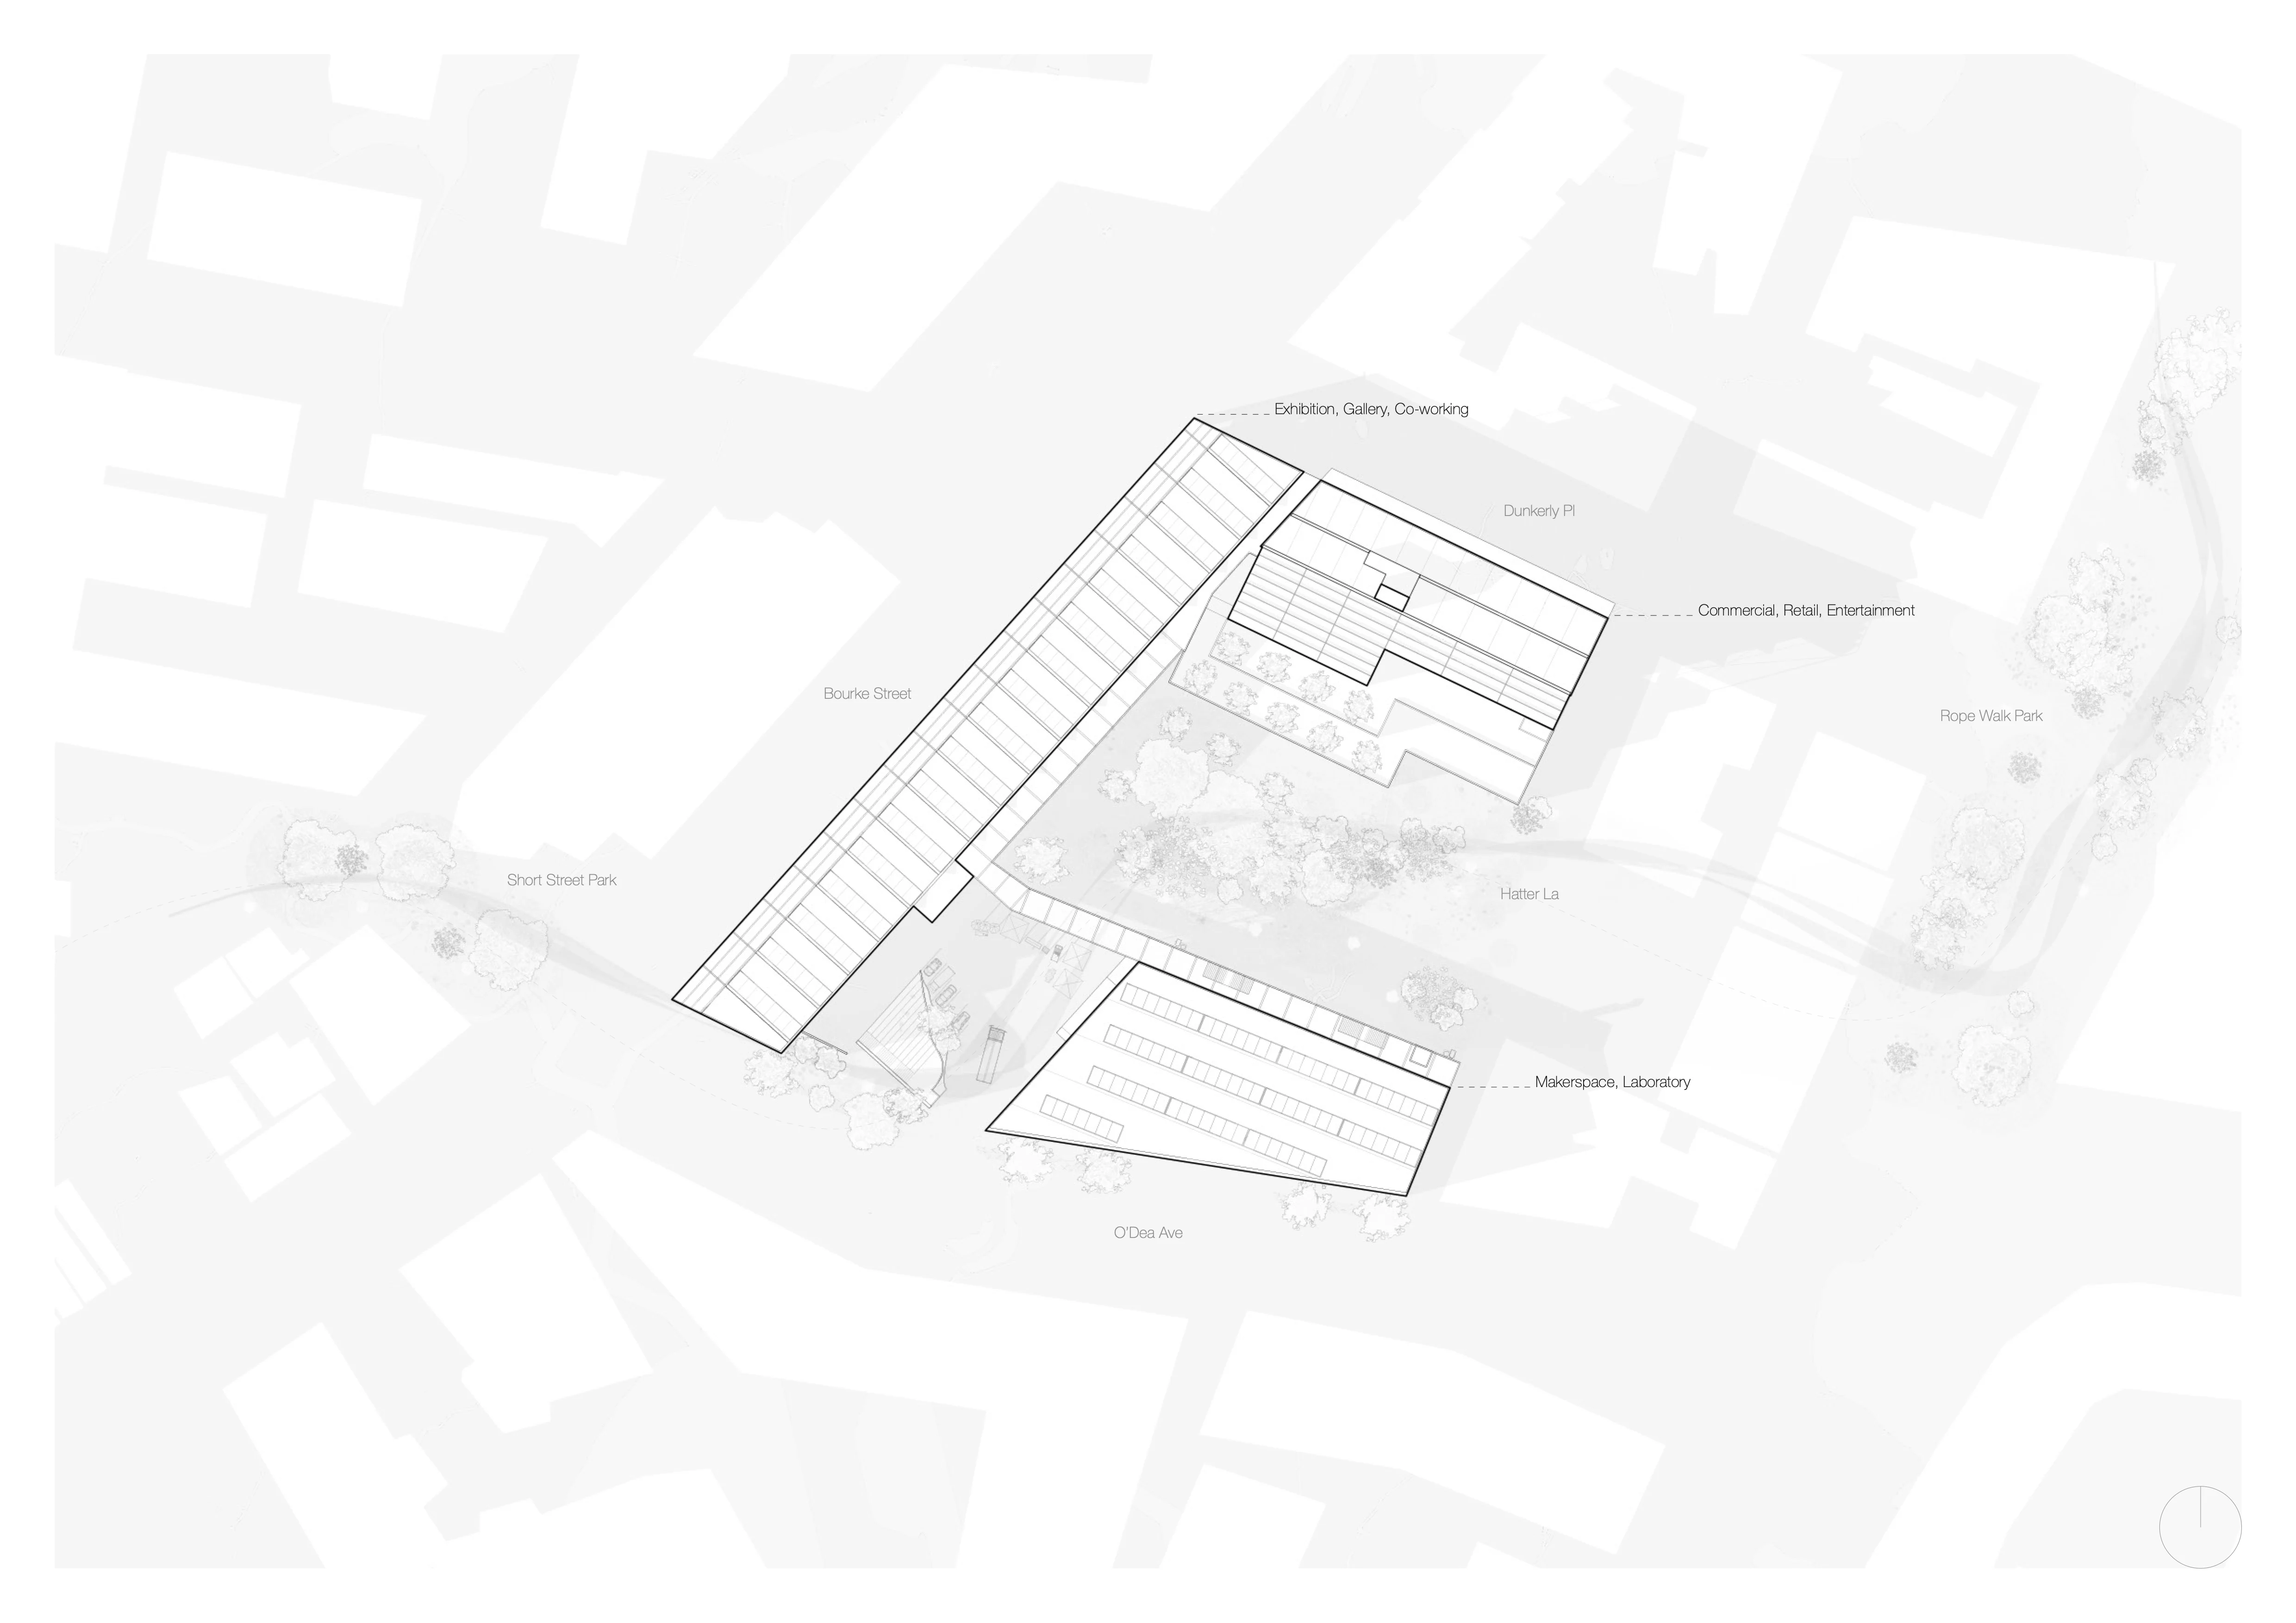 Exhibition, Gallery, Co-working
Dunkerly Pl
Commercial, Retail, Entertainment
Bourke Street
Rope Walk Park
Short Street Park
Hatter La
Makerspace, Laboratory
O'Dea Ave